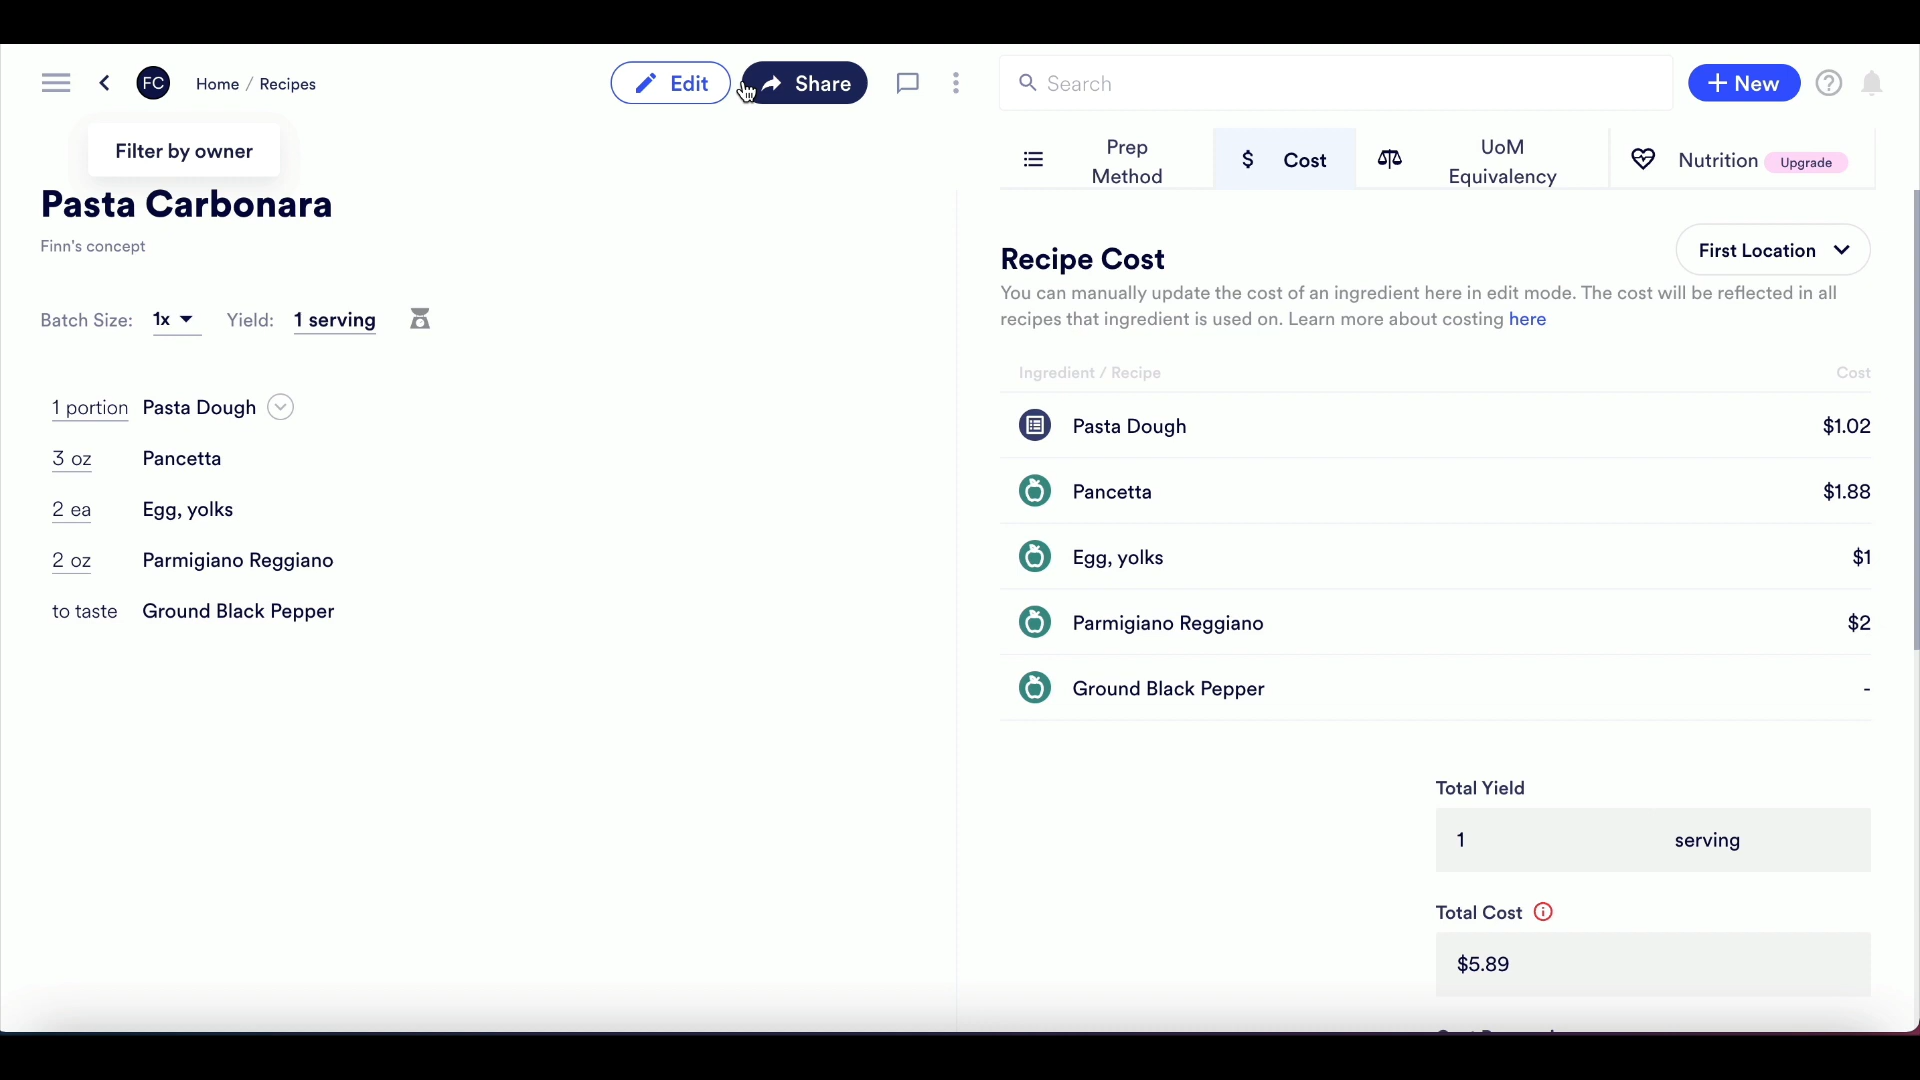 FC
Home / Recipes
Edit
Share
Search
New
Filter by owner
Pasta Carbonara
Finn's concept
Batch Size: 1x
Yield: 1 serving
1 portion Pasta Dough
3 oz Pancetta
2 ea Egg, yolks
2 oz Parmigiano Reggiano
to taste Ground Black Pepper
Prep
Method
$ Cost
UoM
Equivalency
Nutrition Upgrade
Recipe Cost
First Location
You can manually update the cost of an ingredient here in edit mode. The cost will be reflected in all
recipes that ingredient is used on. Learn more about costing here
Ingredient / Recipe Cost
Pasta Dough $1.02
Pancetta $1.88
Egg, yolks $1
Parmigiano Reggiano $2
Ground Black Pepper -
Total Yield
1 serving
Total Cost
$5.89